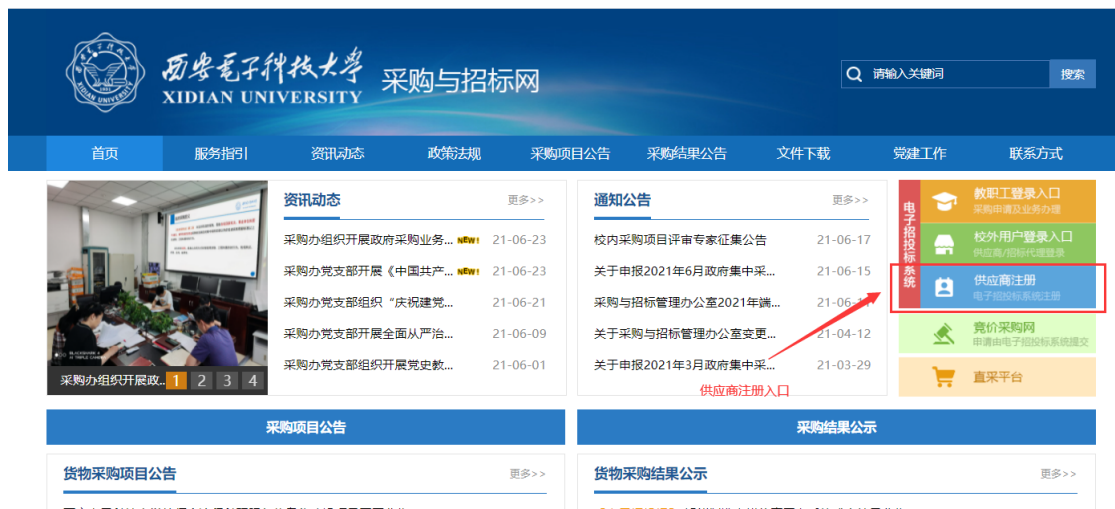 西安电子科技大学
XIDIAN UNIVERSITY
采购与招标网
请输入关键词
搜索
首页 服务指引 资讯动态 政策法规 采购项目公告 采购结果公告 文件下载 党建工作 联系方式
采购办组织开展政.. 1 2 3 4
资讯动态 更多>>
采购办组织开展政府采购业务... NEW! 21-06-23
采购办党支部开展《中国共产... NEW! 21-06-23
采购办党支部组织“庆祝建党... 21-06-21
采购办党支部开展全面从严治... 21-06-09
采购办党支部组织开展党史教... 21-06-01
通知公告 更多>>
校内采购项目评审专家征集公告 21-06-17
关于申报2021年6月政府集中采... 21-06-15
采购与招标管理办公室2021年端... 21-06-
关于采购与招标管理办公室变更... 21-04-12
关于申报2021年3月政府集中采... 21-03-29
供应商注册入口
电子招投标系统
教职工登录入口
采购申请及业务办理
校外用户登录入口
供应商/招标代理登录
供应商注册
电子招投标系统注册
竞价采购网
申请由电子招投标系统提交
直采平台
采购项目公告
采购结果公示
货物采购项目公告 更多>>
货物采购结果公示 更多>>